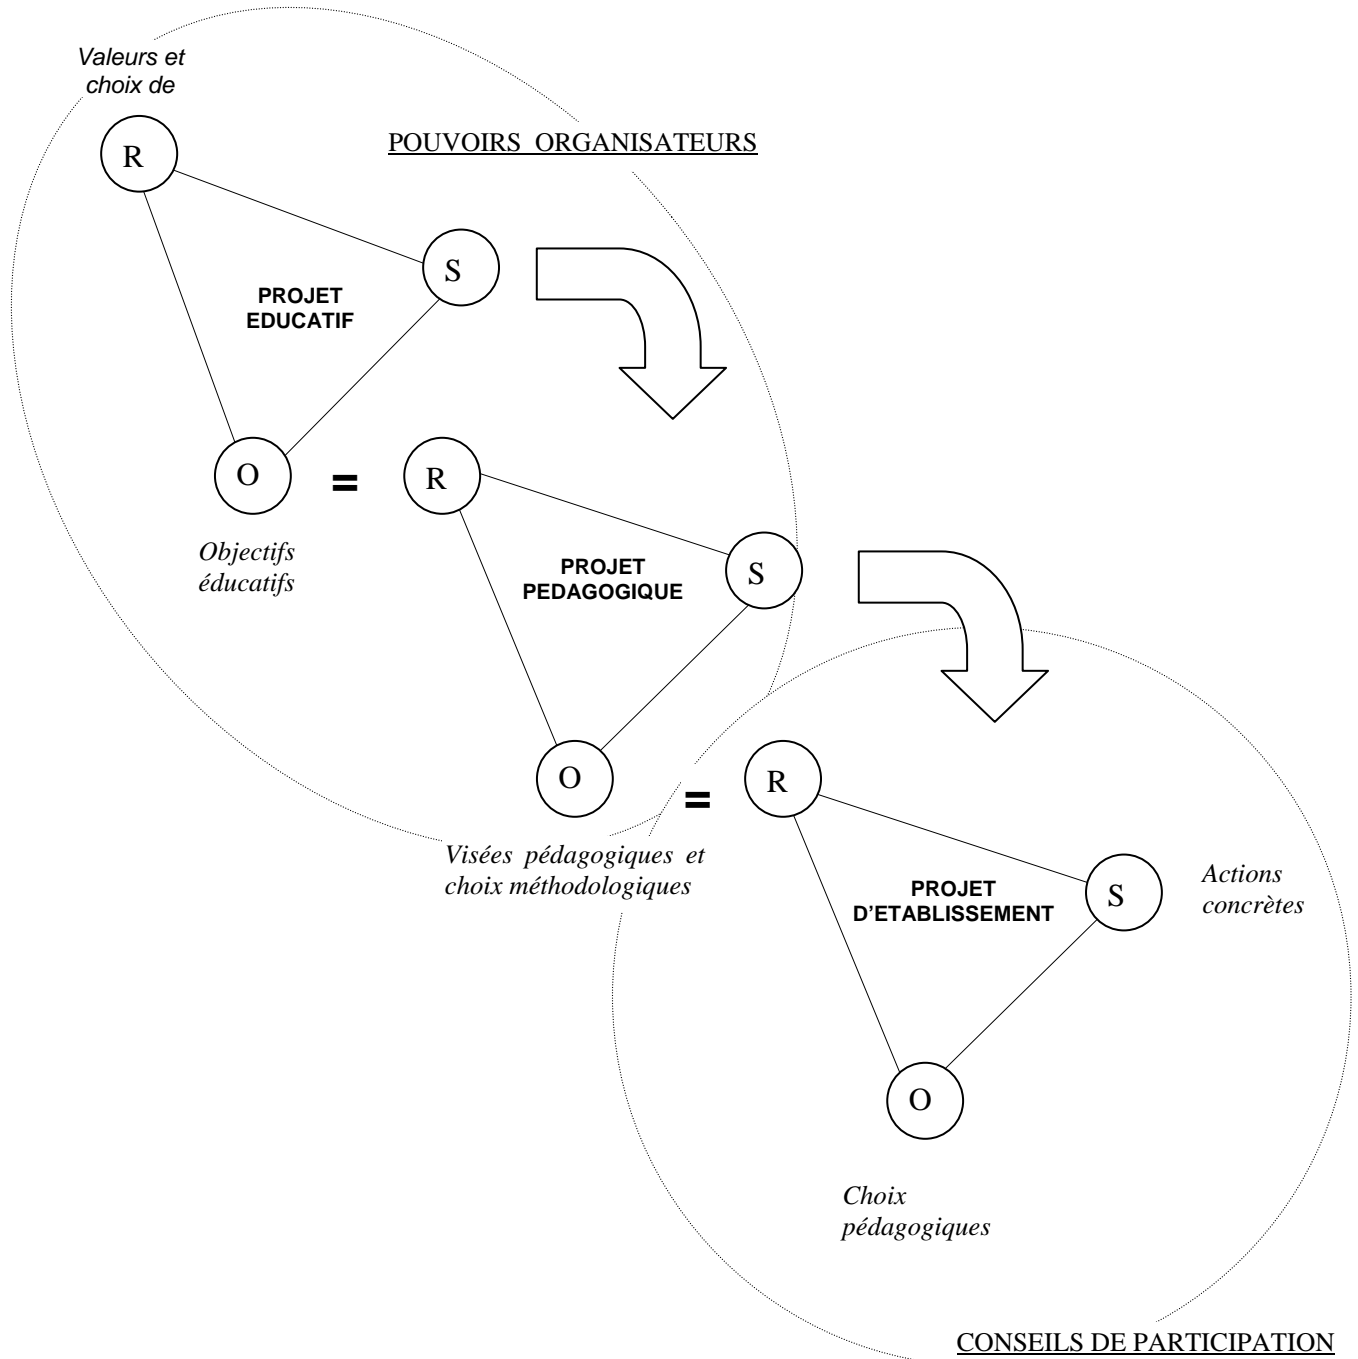 Valeurs et
choix de
POUVOIRS ORGANISATEURS
R
S
PROJET
EDUCATIF
O
=
R
Objectifs
éducatifs
PROJET
PEDAGOGIQUE
S
O
=
R
Visées pédagogiques et
choix méthodologiques
PROJET
D'ETABLISSEMENT
S
Actions
concrètes
O
Choix
pédagogiques
CONSEILS DE PARTICIPATION